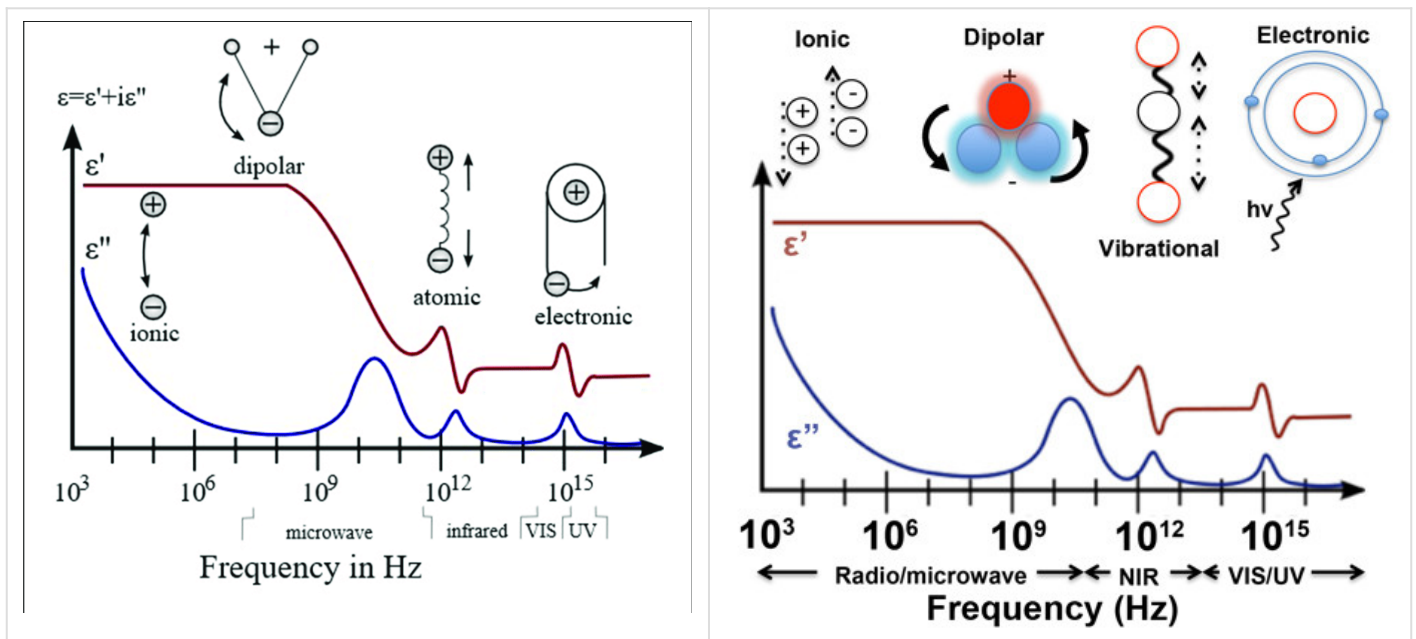 ε=ε'+iε"
+
−
dipolar
ε'
+
ε"
−
ionic
+
−
atomic
+
−
electronic
10³ 10⁶ 10⁹ 10¹² 10¹⁵
microwave infrared VIS UV
Frequency in Hz
Ionic Dipolar Electronic
+ + - -
+
-
Vibrational
hν
ε’
ε’’
10³ 10⁶ 10⁹ 10¹² 10¹⁵
Radio/microwave NIR VIS/UV
Frequency (Hz)